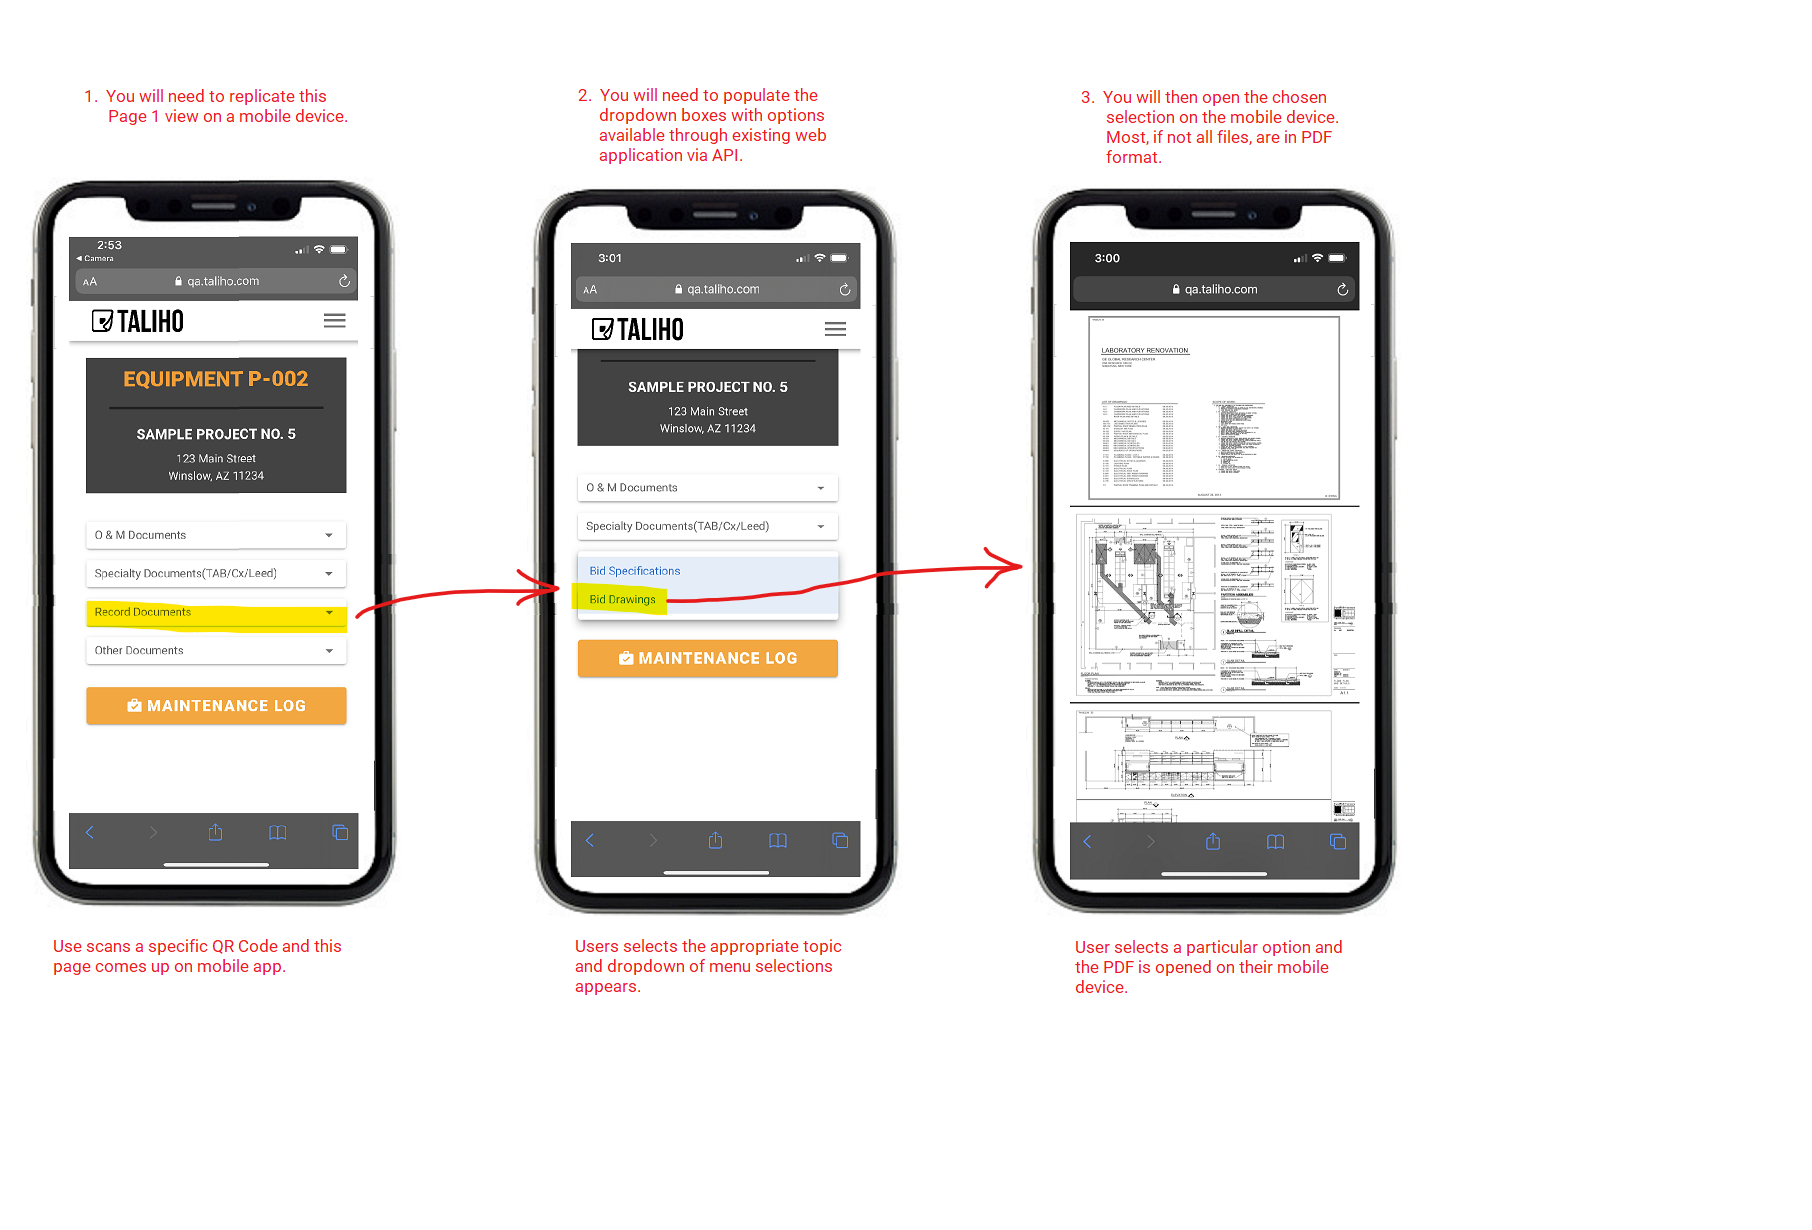 1. You will need to replicate this
Page 1 view on a mobile device.
2. You will need to populate the
dropdown boxes with options
available through existing web
application via API.
3. You will then open the chosen
selection on the mobile device.
Most, if not all files, are in PDF
format.
2:53
◀ Camera
AA
qa.taliho.com
TALIHO
EQUIPMENT P-002
SAMPLE PROJECT NO. 5
123 Main Street
Winslow, AZ 11234
O & M Documents
Specialty Documents(TAB/Cx/Leed)
Record Documents
Other Documents
MAINTENANCE LOG
3:01
AA
qa.taliho.com
TALIHO
SAMPLE PROJECT NO. 5
123 Main Street
Winslow, AZ 11234
O & M Documents
Specialty Documents(TAB/Cx/Leed)
Bid Specifications
Bid Drawings
MAINTENANCE LOG
3:00
qa.taliho.com
LABORATORY RENOVATION
Use scans a specific QR Code and this
page comes up on mobile app.
Users selects the appropriate topic
and dropdown of menu selections
appears.
User selects a particular option and
the PDF is opened on their mobile
device.